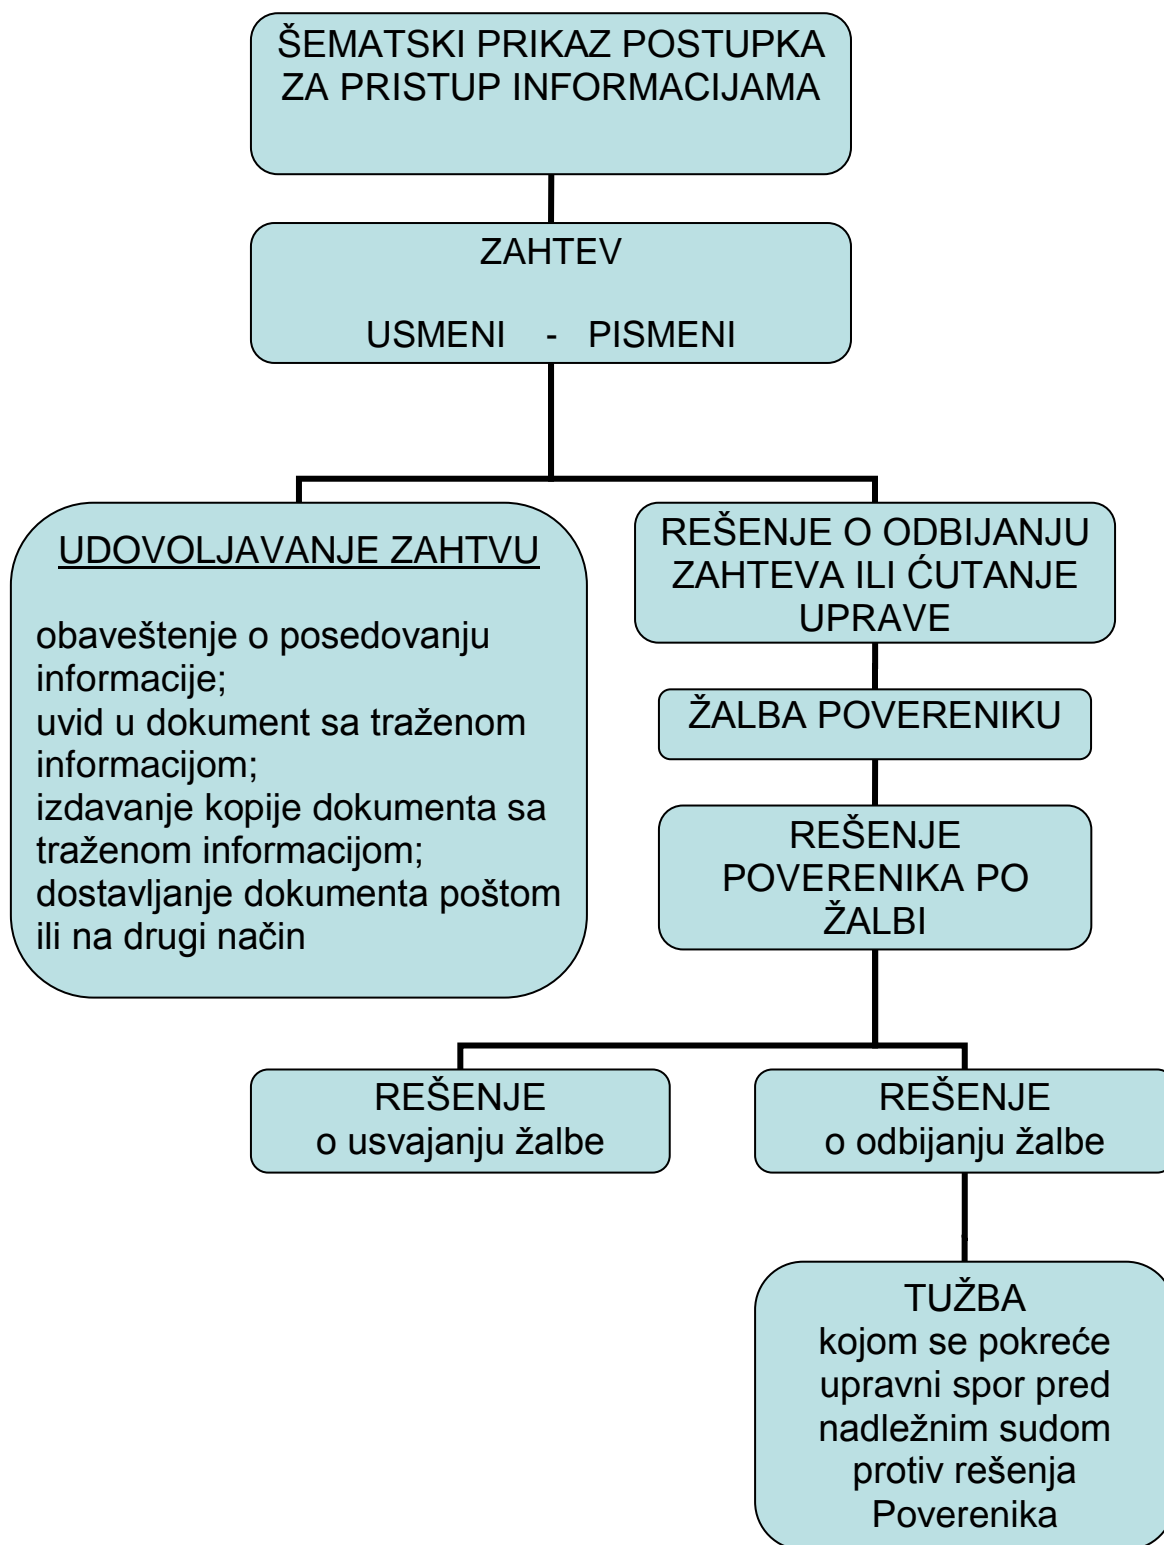 ŠEMATSKI PRIKAZ POSTUPKA
ZA PRISTUP INFORMACIJAMA
ZAHTEV
USMENI - PISMENI
UDOVOLJAVANJE ZAHTVU
obaveštenje o posedovanju
informacije;
uvid u dokument sa traženom
informacijom;
izdavanje kopije dokumenta sa
traženom informacijom;
dostavljanje dokumenta poštom
ili na drugi način
REŠENJE O ODBIJANJU
ZAHTEVA ILI ĆUTANJE
UPRAVE
ŽALBA POVERENIKU
REŠENJE
POVERENIKA PO
ŽALBI
REŠENJE
o usvajanju žalbe
REŠENJE
o odbijanju žalbe
TUŽBA
kojom se pokreće
upravni spor pred
nadležnim sudom
protiv rešenja
Poverenika